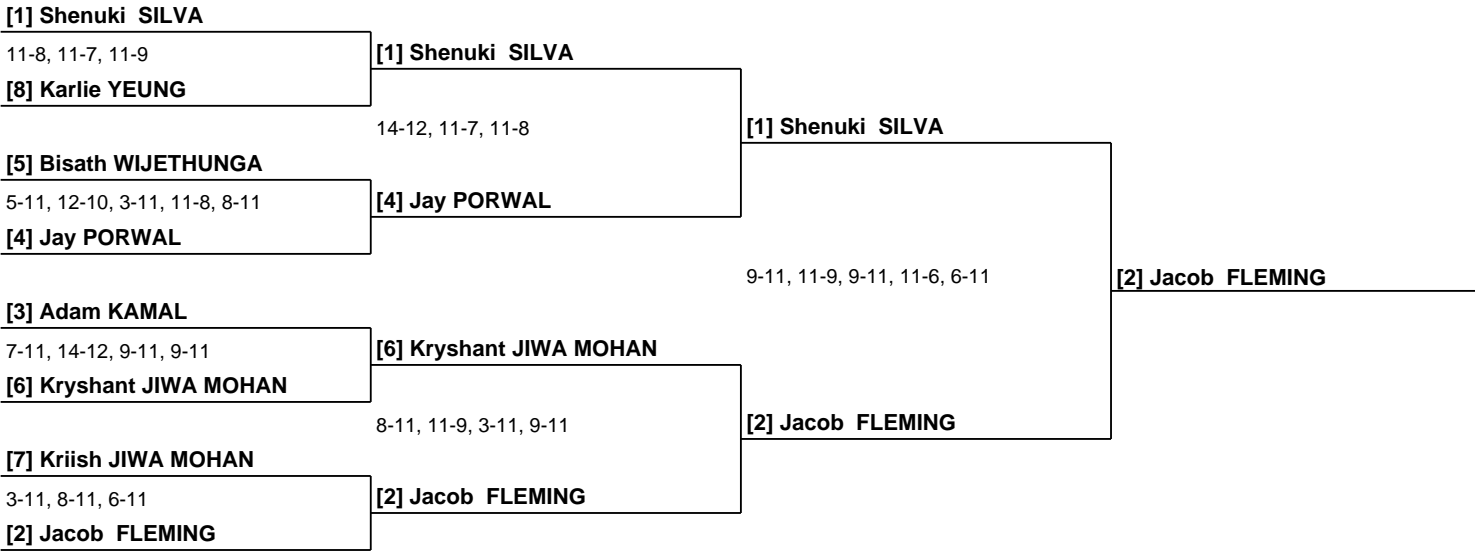 [1] Shenuki  SILVA
11-8, 11-7, 11-9
[1] Shenuki  SILVA
[8] Karlie YEUNG
14-12, 11-7, 11-8
[1] Shenuki  SILVA
[5] Bisath WIJETHUNGA
5-11, 12-10, 3-11, 11-8, 8-11
[4] Jay PORWAL
[4] Jay PORWAL
9-11, 11-9, 9-11, 11-6, 6-11
[2] Jacob  FLEMING
[3] Adam KAMAL
7-11, 14-12, 9-11, 9-11
[6] Kryshant JIWA MOHAN
[6] Kryshant JIWA MOHAN
8-11, 11-9, 3-11, 9-11
[2] Jacob  FLEMING
[7] Kriish JIWA MOHAN
3-11, 8-11, 6-11
[2] Jacob  FLEMING
[2] Jacob  FLEMING